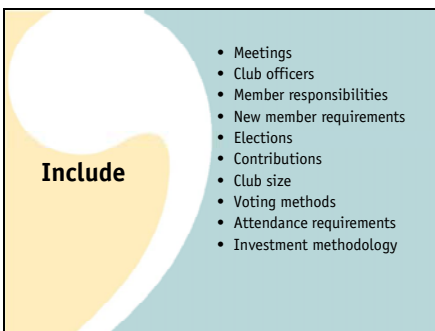 Include
• Meetings
• Club officers
• Member responsibilities
• New member requirements
• Elections
• Contributions
• Club size
• Voting methods
• Attendance requirements
• Investment methodology